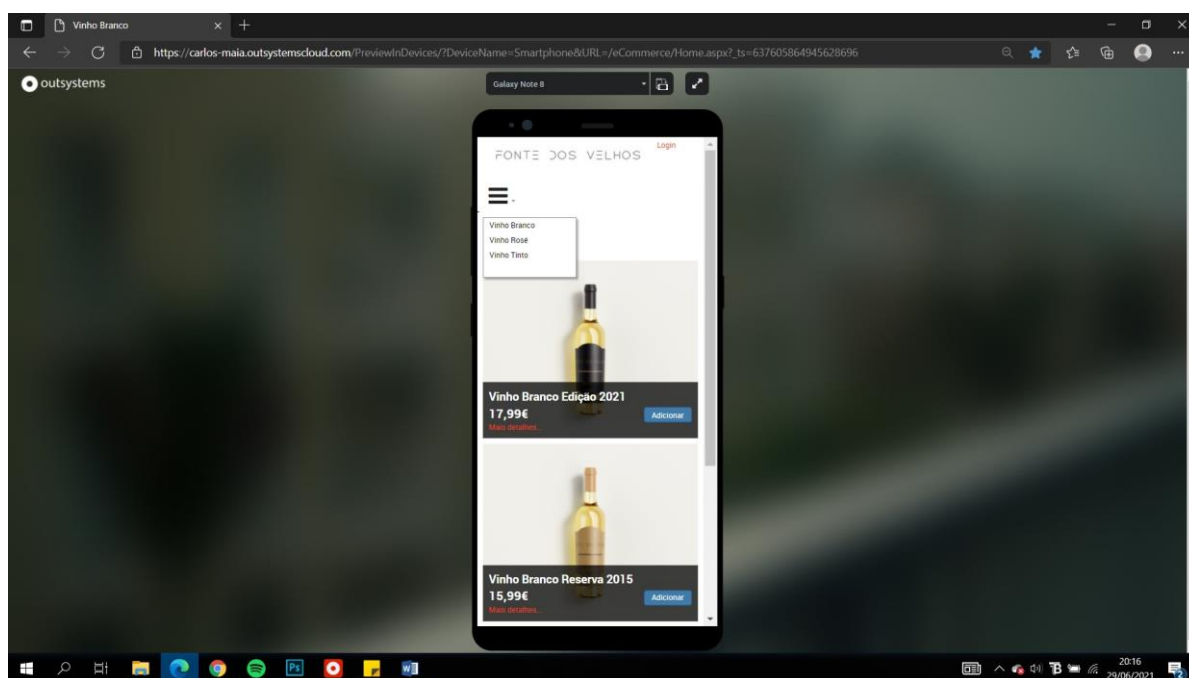 Vinho Branco
https://carlos-maia.outsystemscloud.com/PreviewInDevices/?DeviceName=Smartphone&URL=/eCommerce/Home.aspx?_ts=637605864945628696
outsystems
Galaxy Note 8
FONTE DOS VELHOS
Login
Vinho Branco
Vinho Rosé
Vinho Tinto
Vinho Branco Edição 2021
17,99€
Adicionar
Mais detalhes...
Vinho Branco Reserva 2015
15,99€
Adicionar
Mais detalhes...
Ps
W
20:16
29/06/2021
2